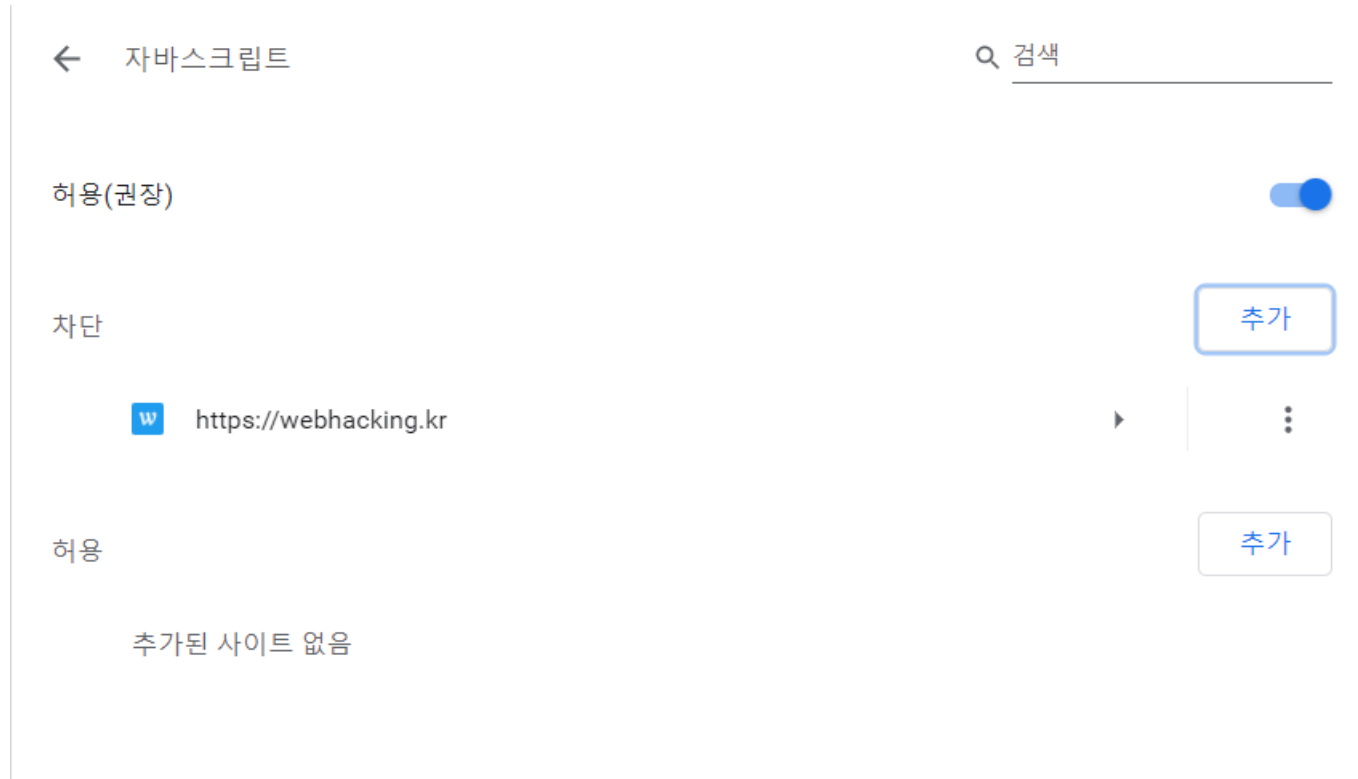 자바스크립트
검색
허용(권장)
차단
추가
w
https://webhacking.kr
허용
추가
추가된 사이트 없음